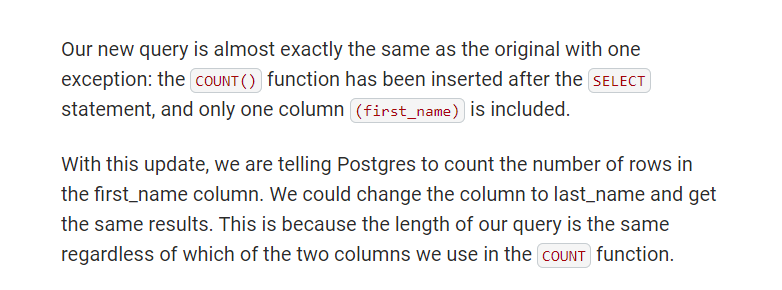 Our new query is almost exactly the same as the original with one
exception: the COUNT() function has been inserted after the SELECT
statement, and only one column (first_name) is included.
With this update, we are telling Postgres to count the number of rows in
the first_name column. We could change the column to last_name and get
the same results. This is because the length of our query is the same
regardless of which of the two columns we use in the COUNT function.